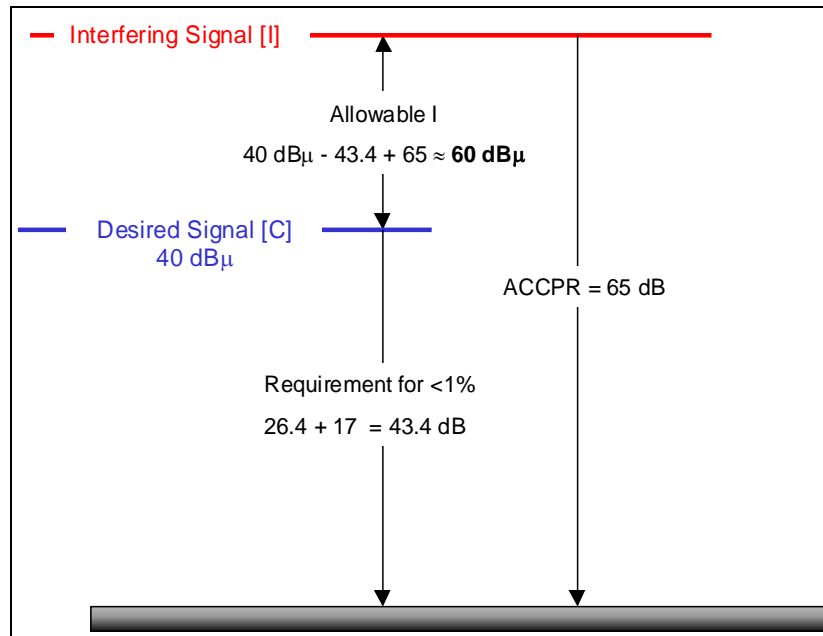 Interfering Signal [I]
Allowable I
40 dBμ - 43.4 + 65 ≈ 60 dBμ
Desired Signal [C]
40 dBμ
ACCPR = 65 dB
Requirement for <1%
26.4 + 17 = 43.4 dB